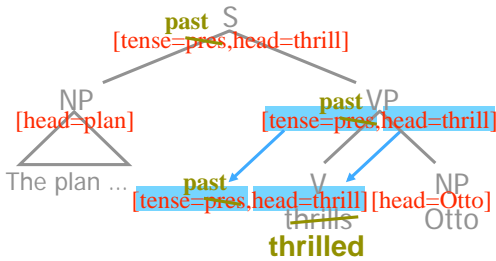 S
past
[tense=pres,head=thrill]
NP
[head=plan]
past
VP
[tense=pres,head=thrill]
The plan ...
past
V
NP
[tense=pres,head=thrill]
[head=Otto]
thrills
Otto
thrilled